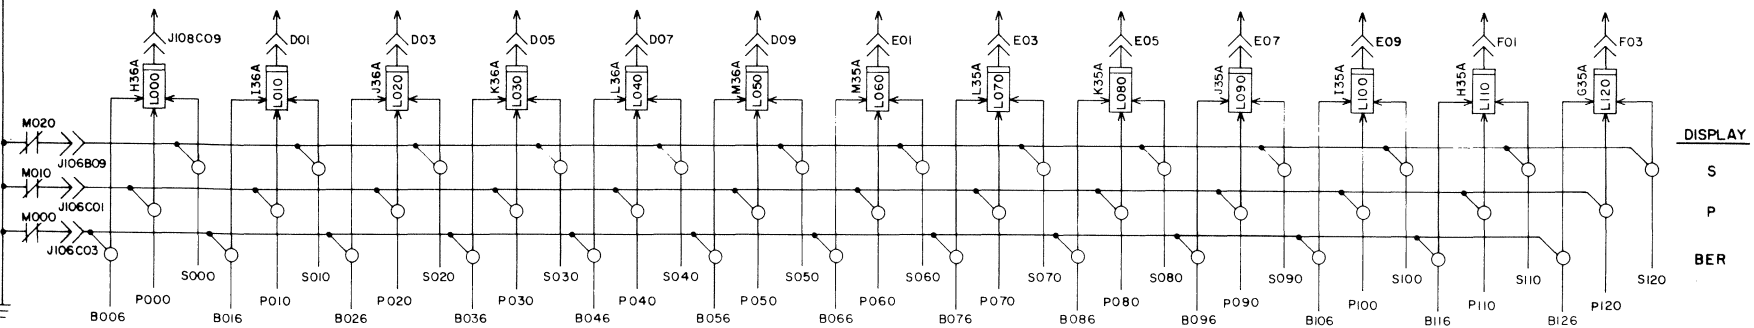 J108C09 D01 D03 D05 D07 D09 E01 E03 E05 E07 E09 F01 F03
H36A I36A J36A K36A L36A M36A M35A L35A K35A J35A I35A H35A G35A
L000 L010 L020 L030 L040 L050 L060 L070 L080 L090 L100 L110 L120
M020
DISPLAY
J106B09
M010
S
J106C01
M000
P
J106C03
BER
S000 S010 S020 S030 S040 S050 S060 S070 S080 S090 S100 S110 S120
P000 P010 P020 P030 P040 P050 P060 P070 P080 P090 P100 P110 P120
B006 B016 B026 B036 B046 B056 B066 B076 B086 B096 B106 B116 B126